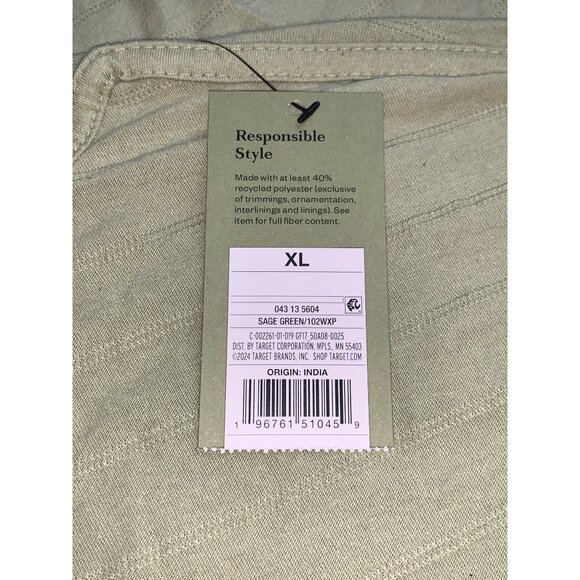 Responsible
Style
Made with at least 40%
recycled polyester (exclusive
of trimmings, ornamentation,
interlinings and linings). See
item for full fiber content.
XL
043 13 5604
SAGE GREEN/102WXP
C-002261-01-019 GF17_50A08-0025
DIST. BY TARGET CORPORATION, MPLS., MN 55403
©2024 TARGET BRANDS, INC. SHOP TARGET.COM
ORIGIN: INDIA
1 96761 51045 9